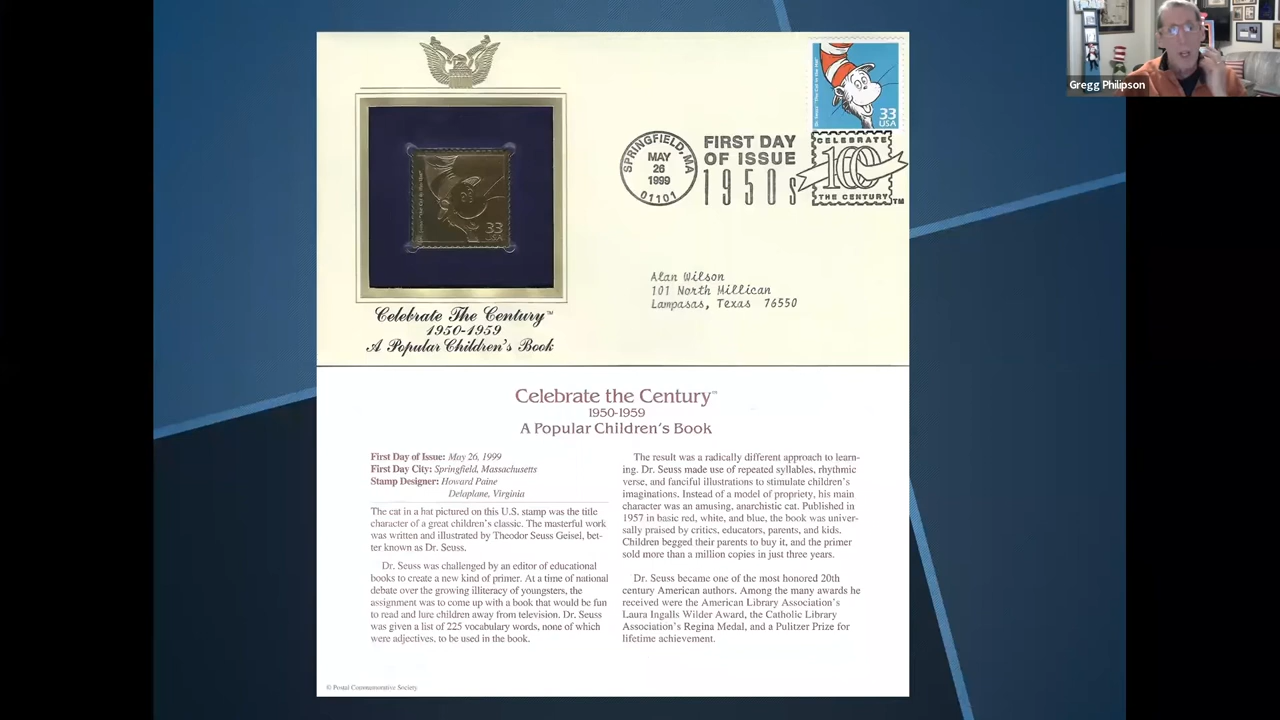 Gregg Philipson
Dr. Seuss' "The Cat in the Hat"
33
USA
SPRINGFIELD, MA
MAY
26
1999
01101
FIRST DAY
OF ISSUE
1950s
CELEBRATE
100
THE CENTURY™
33
USA
Alan Wilson
101 North Millican
Lampasas, Texas 76550
Celebrate The Century™
1950-1959
A Popular Children's Book
Celebrate the Century™
1950-1959
A Popular Children's Book
First Day of Issue: May 26, 1999
First Day City: Springfield, Massachusetts
Stamp Designer: Howard Paine
Delaplane, Virginia
The cat in a hat pictured on this U.S. stamp was the title
character of a great children's classic. The masterful work
was written and illustrated by Theodor Seuss Geisel, bet-
ter known as Dr. Seuss.
Dr. Seuss was challenged by an editor of educational
books to create a new kind of primer. At a time of national
debate over the growing illiteracy of youngsters, the
assignment was to come up with a book that would be fun
to read and lure children away from television. Dr. Seuss
was given a list of 225 vocabulary words, none of which
were adjectives, to be used in the book.
The result was a radically different approach to learn-
ing. Dr. Seuss made use of repeated syllables, rhythmic
verse, and fanciful illustrations to stimulate children's
imaginations. Instead of a model of propriety, his main
character was an amusing, anarchistic cat. Published in
1957 in basic red, white, and blue, the book was univer-
sally praised by critics, educators, parents, and kids.
Children begged their parents to buy it, and the primer
sold more than a million copies in just three years.
Dr. Seuss became one of the most honored 20th
century American authors. Among the many awards he
received were the American Library Association's
Laura Ingalls Wilder Award, the Catholic Library
Association's Regina Medal, and a Pulitzer Prize for
lifetime achievement.
© Postal Commemorative Society